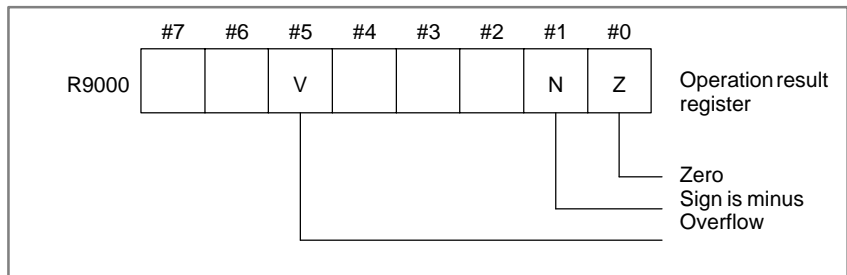 #7 #6 #5 #4 #3 #2 #1 #0
R9000 V N Z Operation result
register
Zero
Sign is minus
Overflow